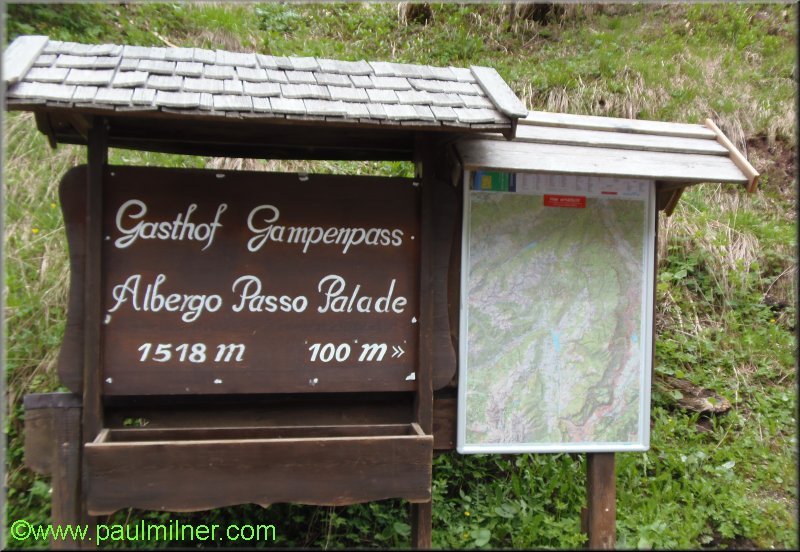 Gasthof Gampenpass
Albergo Passo Palade
1518 m 100 m »
©www.paulmilner.com